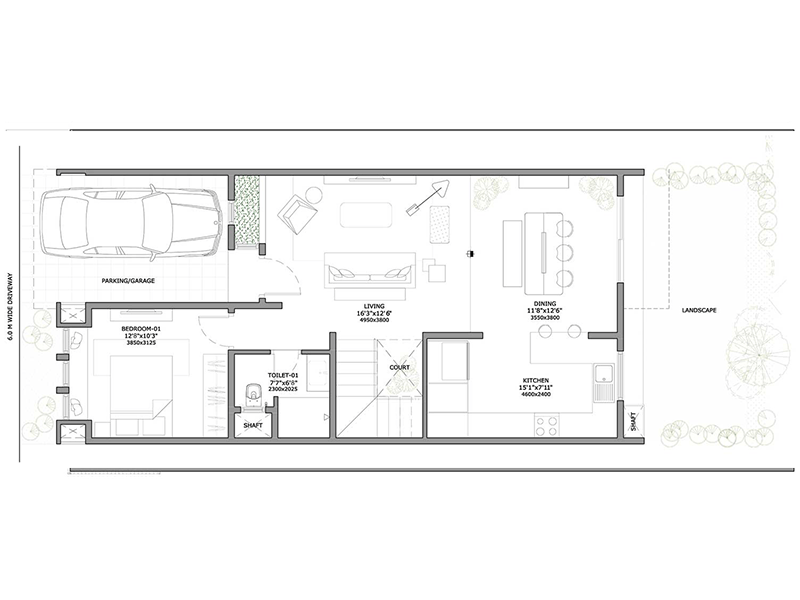 6.0 M WIDE DRIVEWAY
PARKING/GARAGE
BEDROOM-01
12'8"x10'3"
3850x3125
TOILET-01
7'7"x6'8"
2300x2025
SHAFT
LIVING
16'3"x12'6"
4950x3800
COURT
DINING
11'8"x12'6"
3550x3800
KITCHEN
15'1"x7'11"
4600x2400
SHAFT
LANDSCAPE